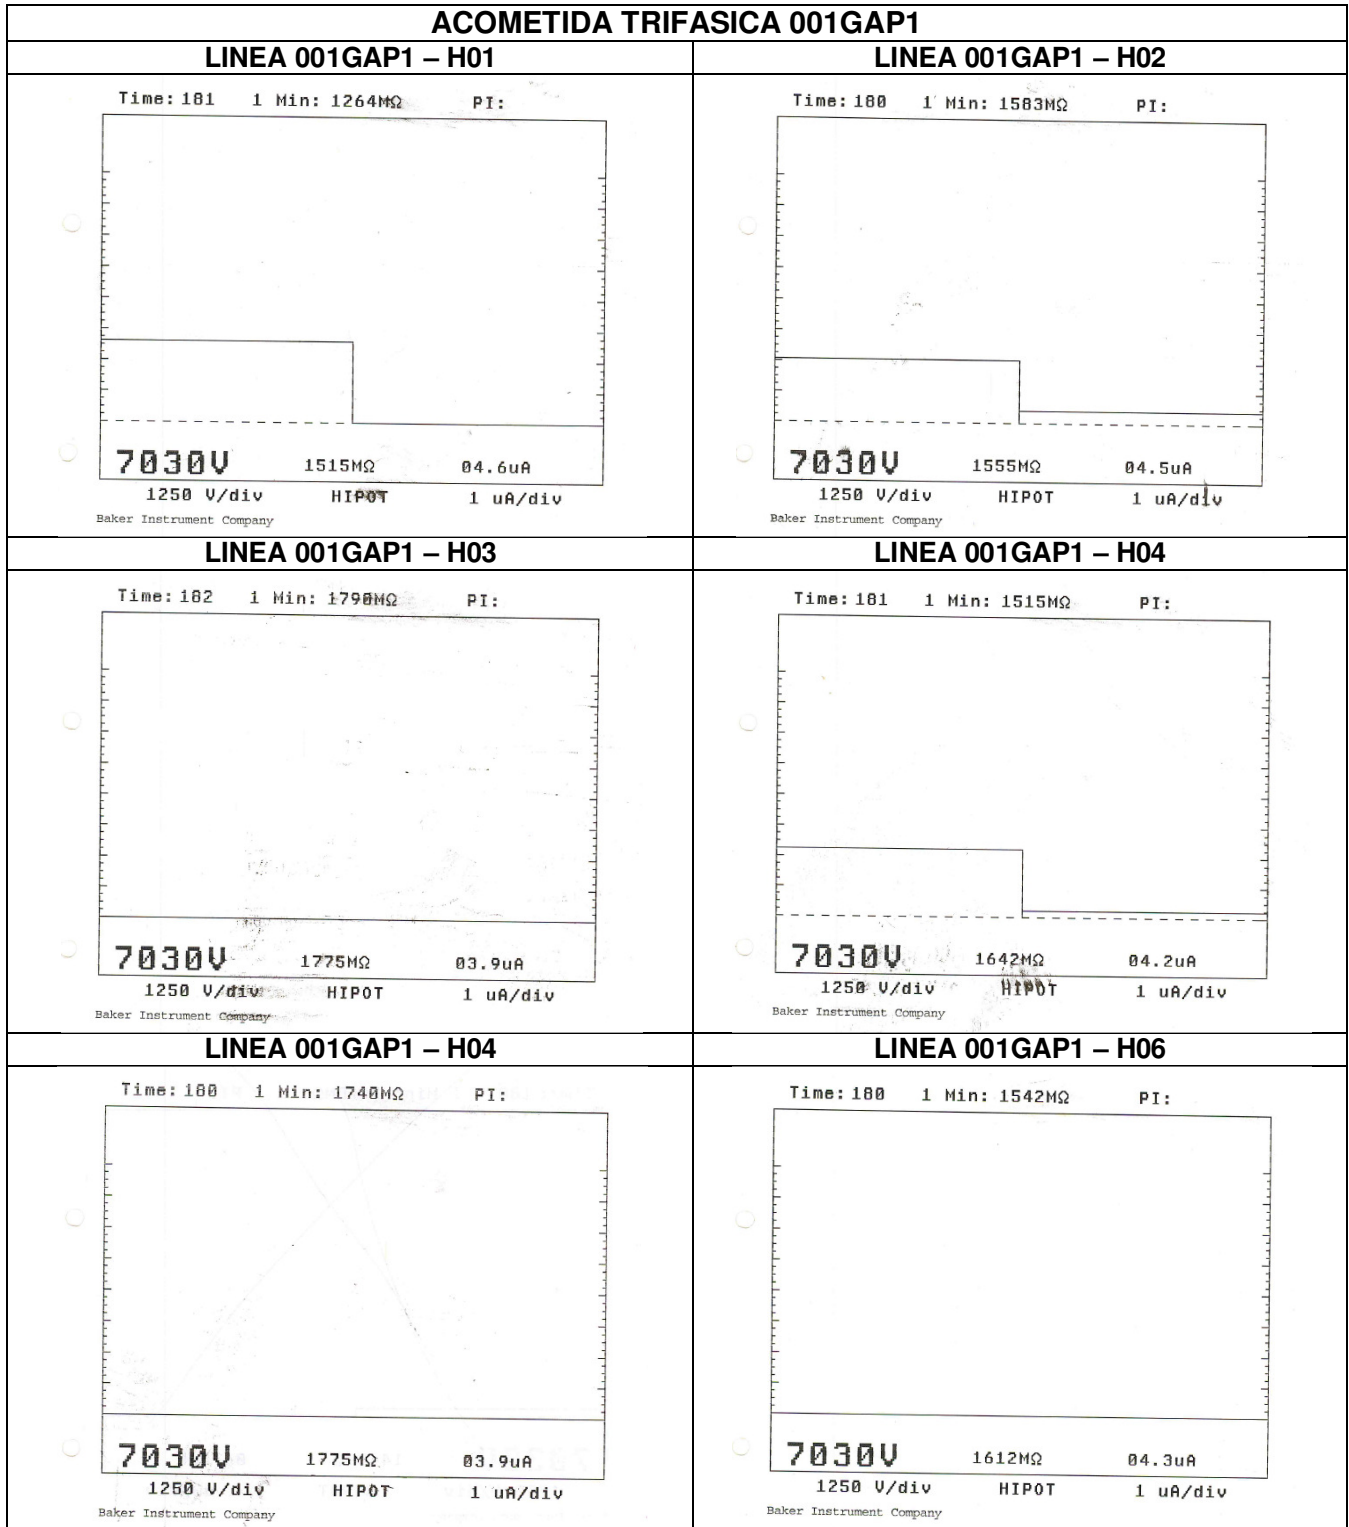 ACOMETIDA TRIFASICA 001GAP1
LINEA 001GAP1 – H01
LINEA 001GAP1 – H02
Time: 181 1 Min: 1264MΩ PI:
7030V 1515MΩ 04.6uA
1250 V/div HIPOT 1 uA/div
Baker Instrument Company
Time: 180 1 Min: 1583MΩ PI:
7030V 1555MΩ 04.5uA
1250 V/div HIPOT 1 uA/div
Baker Instrument Company
LINEA 001GAP1 – H03
LINEA 001GAP1 – H04
Time: 182 1 Min: 1790MΩ PI:
7030V 1775MΩ 03.9uA
1250 V/div HIPOT 1 uA/div
Baker Instrument Company
Time: 181 1 Min: 1515MΩ PI:
7030V 1642MΩ 04.2uA
1250 V/div HIPOT 1 uA/div
Baker Instrument Company
LINEA 001GAP1 – H04
LINEA 001GAP1 – H06
Time: 180 1 Min: 1740MΩ PI:
7030V 1775MΩ 03.9uA
1250 V/div HIPOT 1 uA/div
Baker Instrument Company
Time: 180 1 Min: 1542MΩ PI:
7030V 1612MΩ 04.3uA
1250 V/div HIPOT 1 uA/div
Baker Instrument Company